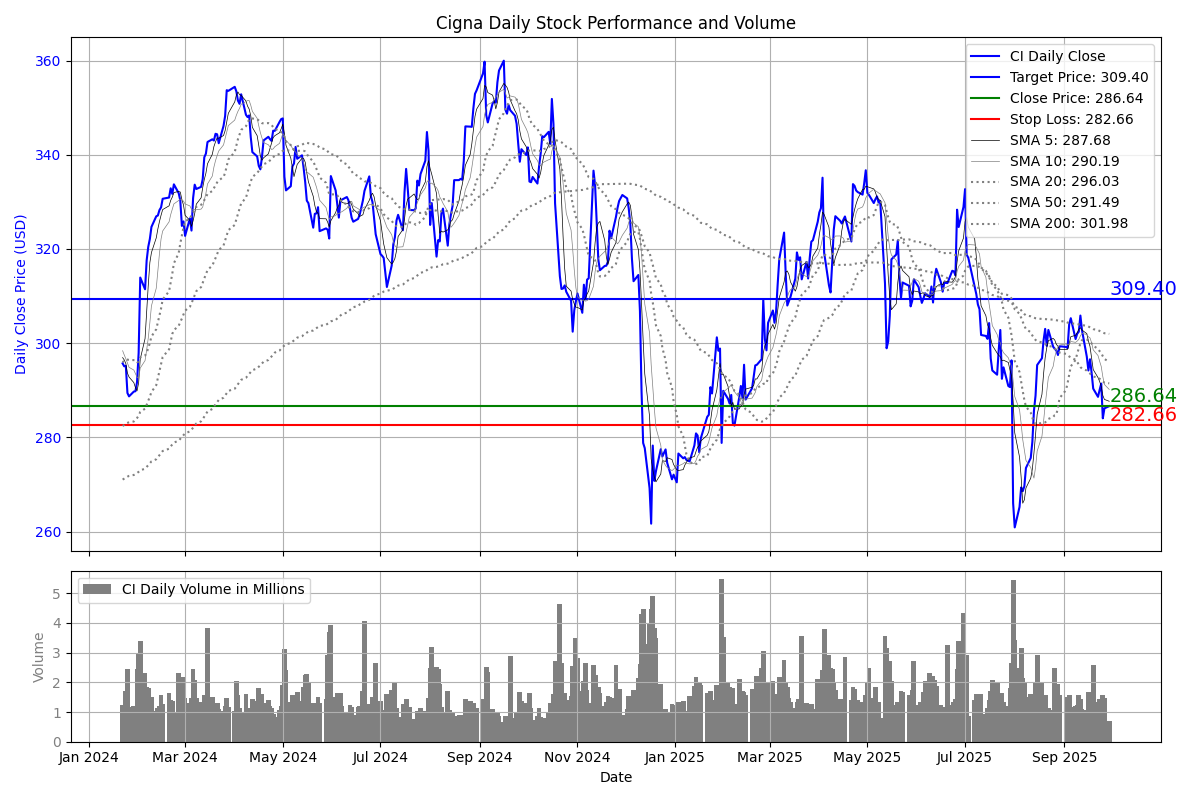 Cigna Daily Stock Performance and Volume
Daily Close Price (USD)
360
340
320
300
280
260
CI Daily Close
Target Price: 309.40
Close Price: 286.64
Stop Loss: 282.66
SMA 5: 287.68
SMA 10: 290.19
SMA 20: 296.03
SMA 50: 291.49
SMA 200: 301.98
309.40
286.64
282.66
CI Daily Volume in Millions
Volume
5
4
3
2
1
0
Jan 2024 Mar 2024 May 2024 Jul 2024 Sep 2024 Nov 2024 Jan 2025 Mar 2025 May 2025 Jul 2025 Sep 2025
Date